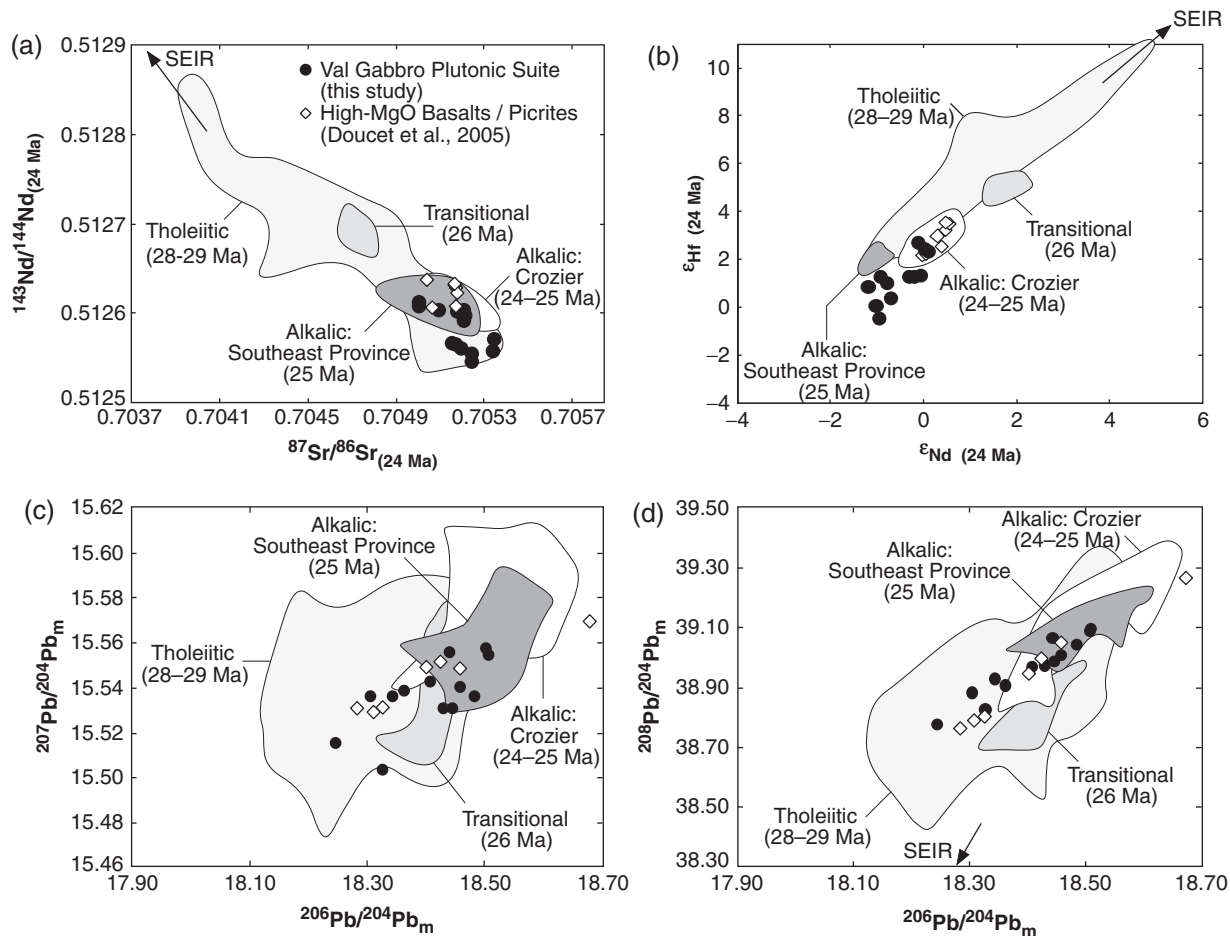 (a)
0.5129
0.5128
0.5127
0.5126
0.5125
143Nd/144Nd(24 Ma)
SEIR
Val Gabbro Plutonic Suite
(this study)
High-MgO Basalts / Picrites
(Doucet et al., 2005)
Tholeiitic
(28-29 Ma)
Transitional
(26 Ma)
Alkalic:
Crozier
(24–25 Ma)
Alkalic:
Southeast Province
(25 Ma)
0.7037 0.7041 0.7045 0.7049 0.7053 0.7057
87Sr/86Sr(24 Ma)
(b)
10
8
6
4
2
0
−2
−4
εHf (24 Ma)
SEIR
Tholeiitic
(28–29 Ma)
Transitional
(26 Ma)
Alkalic: Crozier
(24–25 Ma)
Alkalic:
Southeast Province
(25 Ma)
−4 −2 0 2 4 6
εNd (24 Ma)
(c)
15.62
15.60
15.58
15.56
15.54
15.52
15.50
15.48
15.46
207Pb/204Pbm
Alkalic:
Southeast Province
(25 Ma)
Tholeiitic
(28–29 Ma)
Alkalic:
Crozier
(24–25 Ma)
Transitional
(26 Ma)
17.90 18.10 18.30 18.50 18.70
206Pb/204Pbm
(d)
39.50
39.30
39.10
38.90
38.70
38.50
38.30
208Pb/204Pbm
Alkalic: Crozier
(24–25 Ma)
Alkalic:
Southeast Province
(25 Ma)
Transitional
(26 Ma)
Tholeiitic
(28–29 Ma)
SEIR
17.90 18.10 18.30 18.50 18.70
206Pb/204Pbm